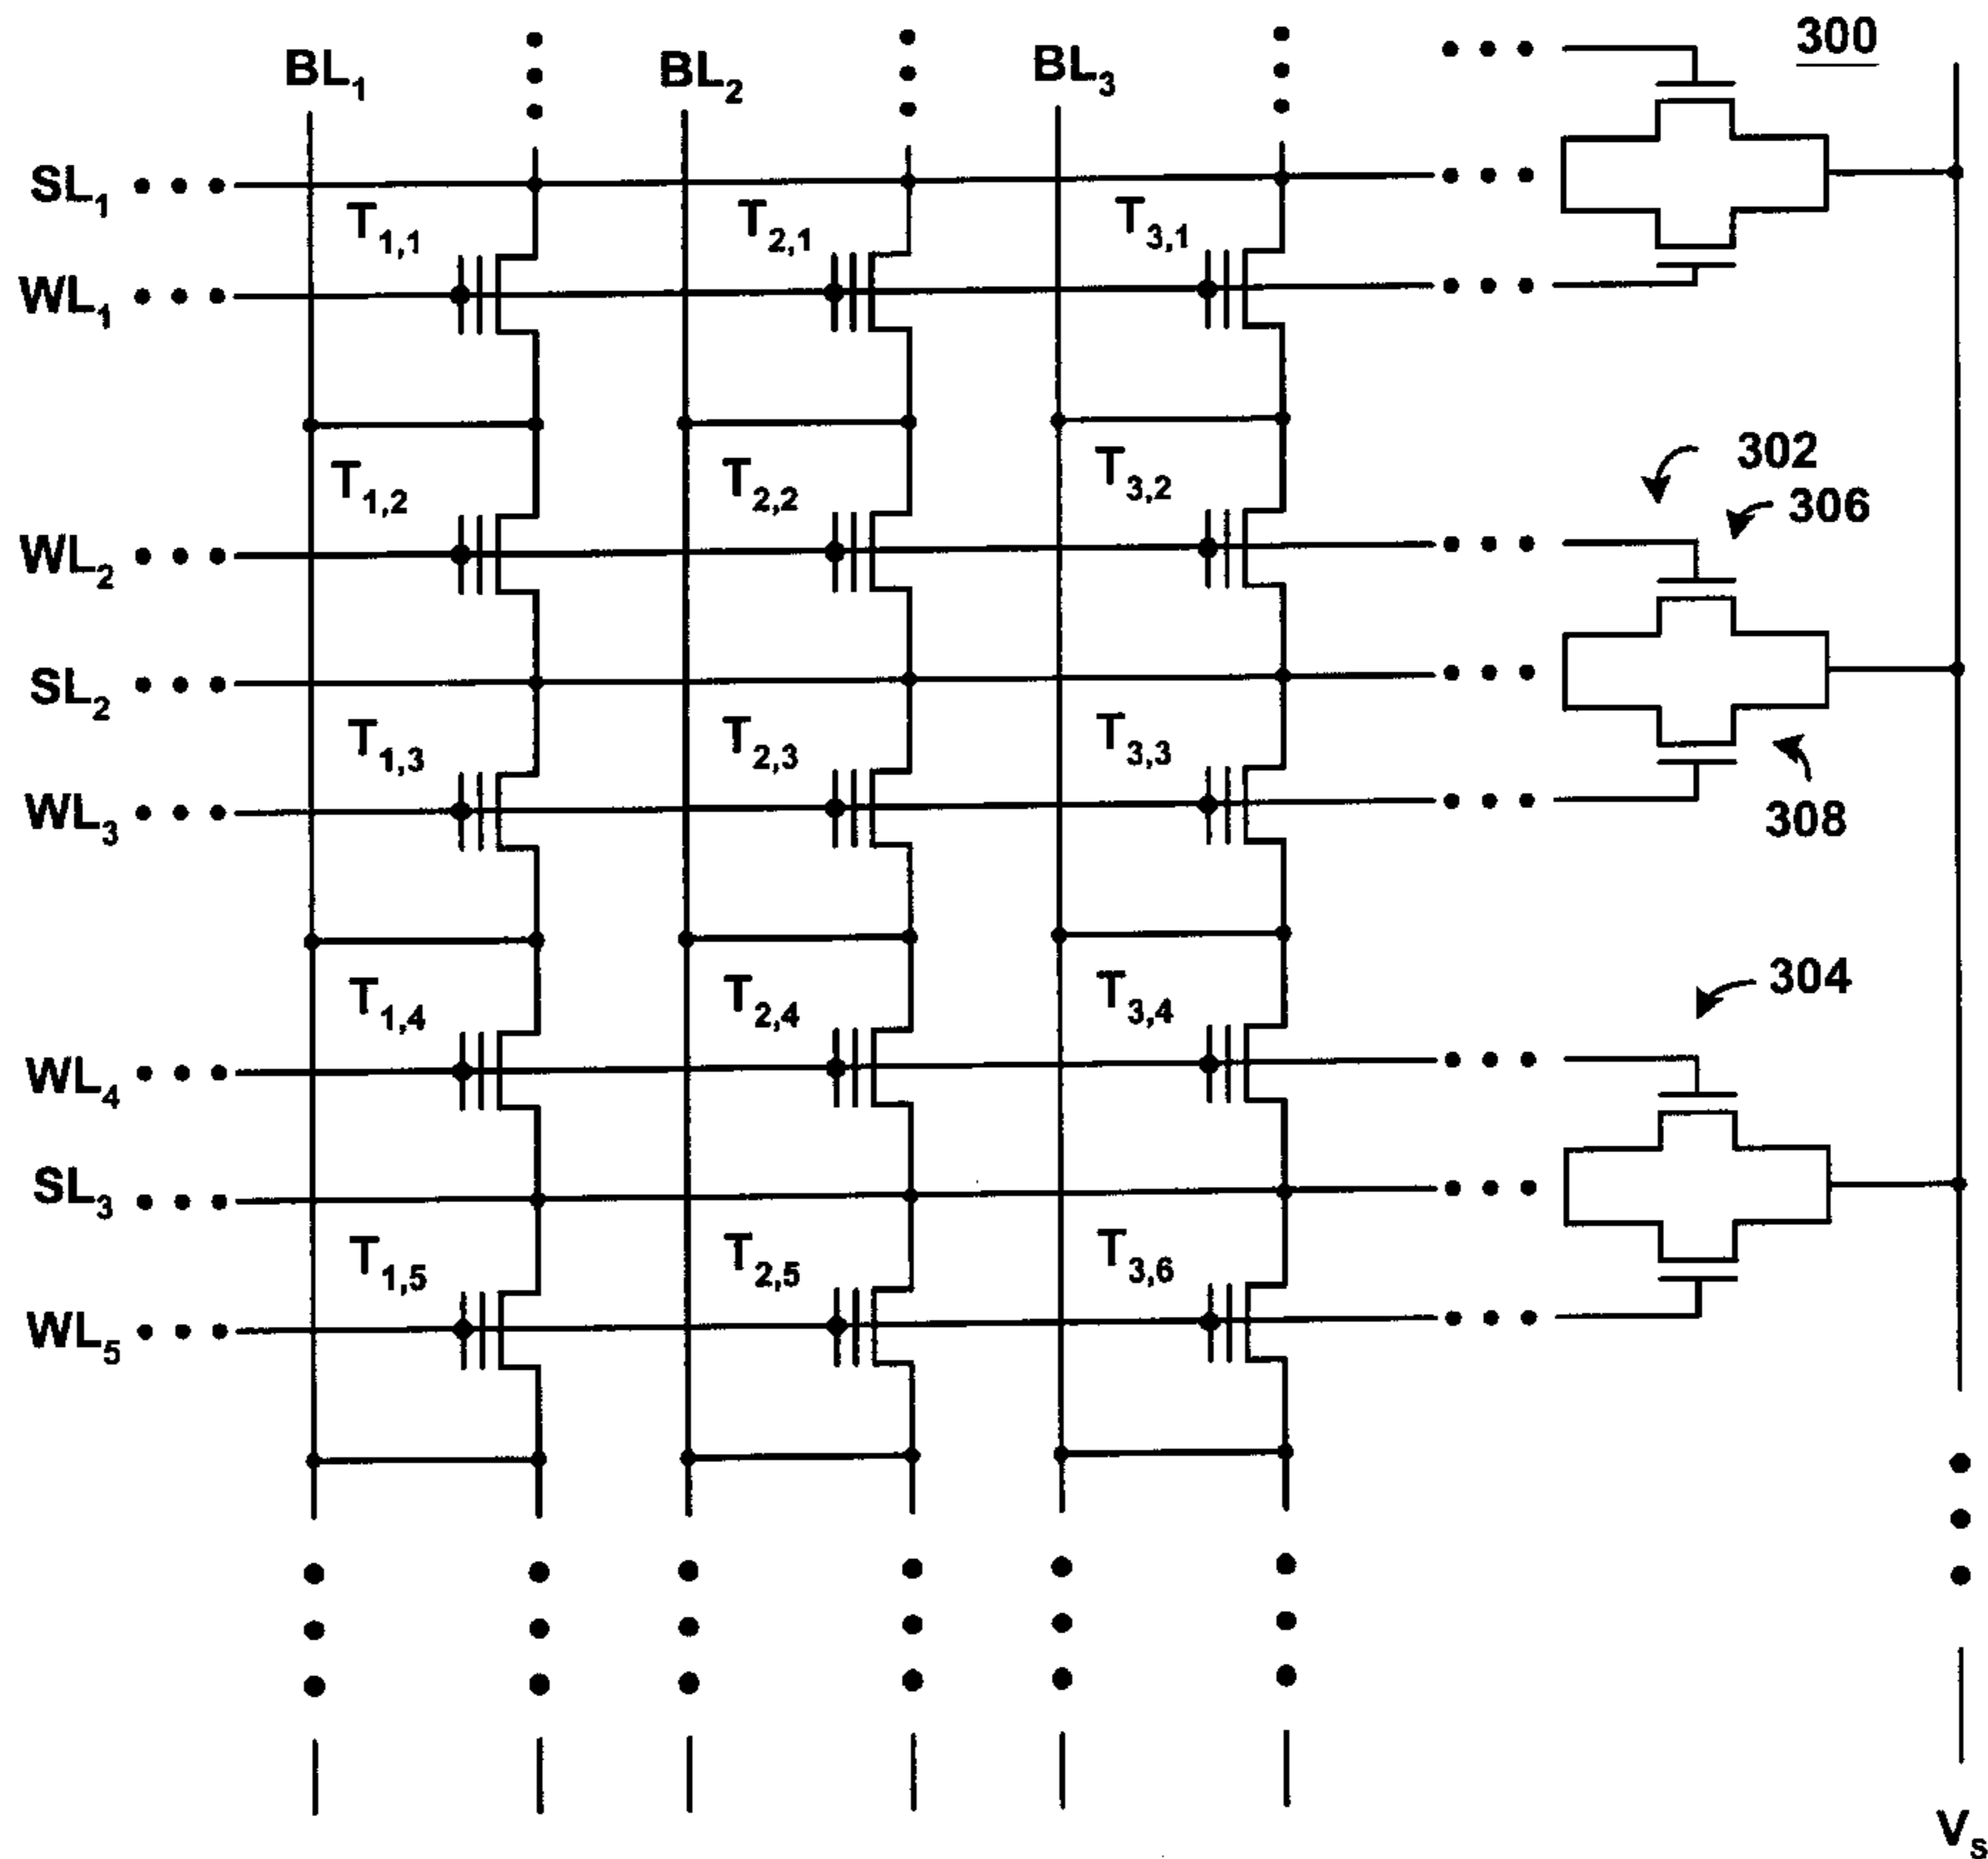 300
BL1 BL2 BL3
SL1
T1,1 T2,1 T3,1
WL1
302
T1,2 T2,2 T3,2
306
WL2
SL2
T1,3 T2,3 T3,3
WL3
308
T1,4 T2,4 T3,4
304
WL4
SL3
T1,5 T2,5 T3,6
WL5
VS